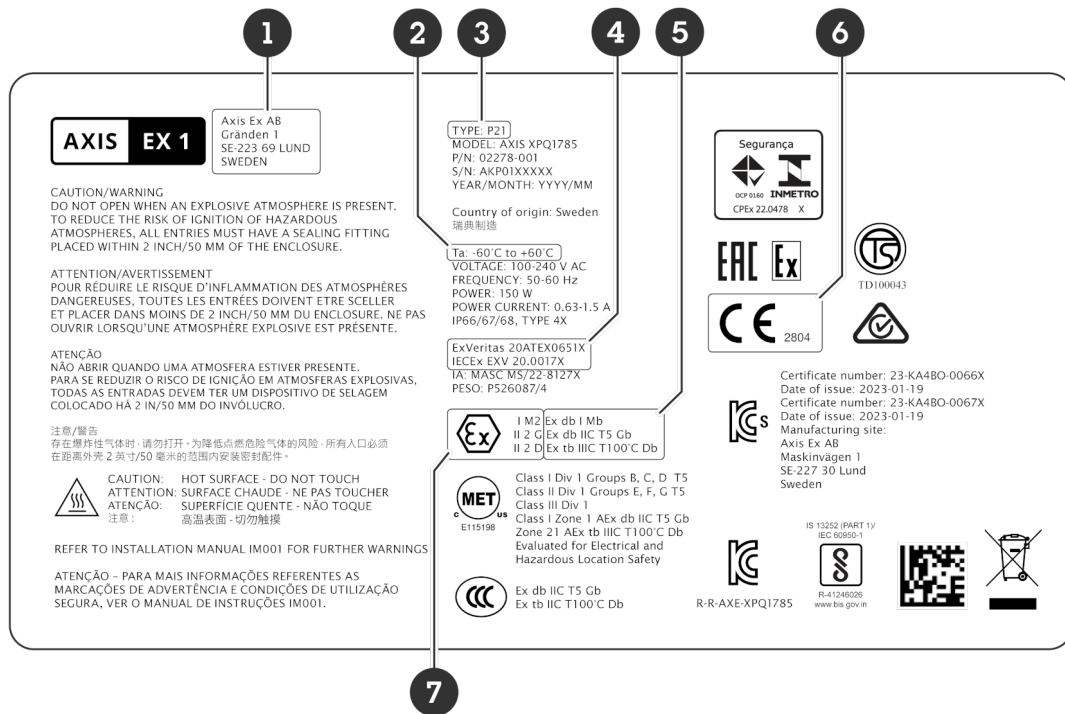 1
2
3
4
5
6
AXIS EX 1
Axis Ex AB
Gränden 1
SE-223 69 LUND
SWEDEN
CAUTION/WARNING
DO NOT OPEN WHEN AN EXPLOSIVE ATMOSPHERE IS PRESENT.
TO REDUCE THE RISK OF IGNITION OF HAZARDOUS
ATMOSPHERES, ALL ENTRIES MUST HAVE A SEALING FITTING
PLACED WITHIN 2 INCH/50 MM OF THE ENCLOSURE.
ATTENTION/AVERTISSEMENT
POUR RÉDUIRE LE RISQUE D'INFLAMMATION DES ATMOSPHÈRES
DANGEREUSES, TOUTES LES ENTRÉES DOIVENT ETRE SCELLER
ET PLACER DANS MOINS DE 2 INCH/50 MM DU ENCLOSURE. NE PAS
OUVRIR LORSQU'UNE ATMOSPHÈRE EXPLOSIVE EST PRÉSENTE.
ATENÇÃO
NÃO ABRIR QUANDO UMA ATMOSFERA ESTIVER PRESENTE.
PARA SE REDUZIR O RISCO DE IGNIÇÃO EM ATMOSFERAS EXPLOSIVAS,
TODAS AS ENTRADAS DEVEM TER UM DISPOSITIVO DE SELAGEM
COLOCADO HÁ 2 IN/50 MM DO INVÓLUCRO.
注意/警告
存在爆炸性气体时,请勿打开。为降低点燃危险气体的风险,所有入口必须
在距离外壳 2 英寸/50 毫米的范围内安装密封配件。
CAUTION: HOT SURFACE - DO NOT TOUCH
ATTENTION: SURFACE CHAUDE - NE PAS TOUCHER
ATENÇÃO: SUPERFÍCIE QUENTE - NÃO TOQUE
注意: 高温表面 - 切勿触摸
REFER TO INSTALLATION MANUAL IM001 FOR FURTHER WARNINGS
ATENÇÃO - PARA MAIS INFORMAÇÕES REFERENTES AS
MARCAÇÕES DE ADVERTÊNCIA E CONDIÇÕES DE UTILIZAÇÃO
SEGURA, VER O MANUAL DE INSTRUÇÕES IM001.
TYPE: P21
MODEL: AXIS XPQ1785
P/N: 02278-001
S/N: AKP01XXXXX
YEAR/MONTH: YYYY/MM
Country of origin: Sweden
瑞典制造
Ta: -60°C to +60°C
VOLTAGE: 100-240 V AC
FREQUENCY: 50-60 Hz
POWER: 150 W
POWER CURRENT: 0.63-1.5 A
IP66/67/68, TYPE 4X
ExVeritas 20ATEX0651X
IECEx EXV 20.0017X
IA: MASC MS/22-8127X
PESO: P526087/4
Ex
I M2 Ex db I Mb
II 2 G Ex db IIC T5 Gb
II 2 D Ex tb IIIC T100°C Db
c MET us
E115198
Class I Div 1 Groups B, C, D T5
Class II Div 1 Groups E, F, G T5
Class III Div 1
Class I Zone 1 AEx db IIC T5 Gb
Zone 21 AEx tb IIIC T100°C Db
Evaluated for Electrical and
Hazardous Location Safety
CCC
Ex db IIC T5 Gb
Ex tb IIIC T100°C Db
Segurança
OCP 0160 INMETRO
CPEx 22.0478 X
EAC Ex
TS
TD100043
CE 2804
Certificate number: 23-KA4BO-0066X
Date of issue: 2023-01-19
Certificate number: 23-KA4BO-0067X
Date of issue: 2023-01-19
Manufacturing site:
Axis Ex AB
Maskinvägen 1
SE-227 30 Lund
Sweden
KCs
KC
R-R-AXE-XPQ1785
IS 13252 (PART 1)/
IEC 60950-1
R-41246026
www.bis.gov.in
7